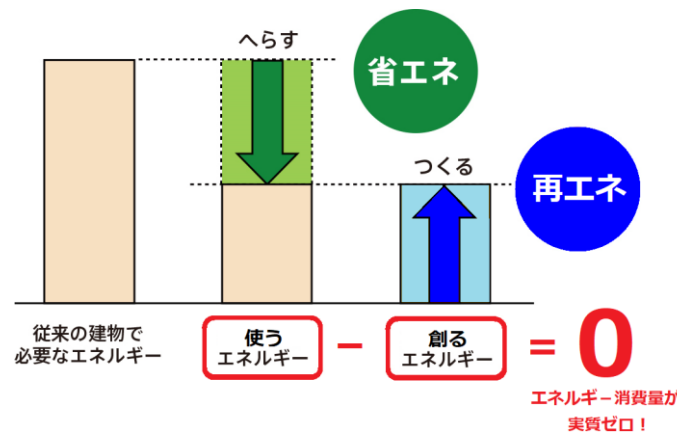 へらす
省エネ
つくる
再エネ
従来の建物で
必要なエネルギー
使う
エネルギー
－
創る
エネルギー
＝
0
エネルギー消費量が
実質ゼロ！